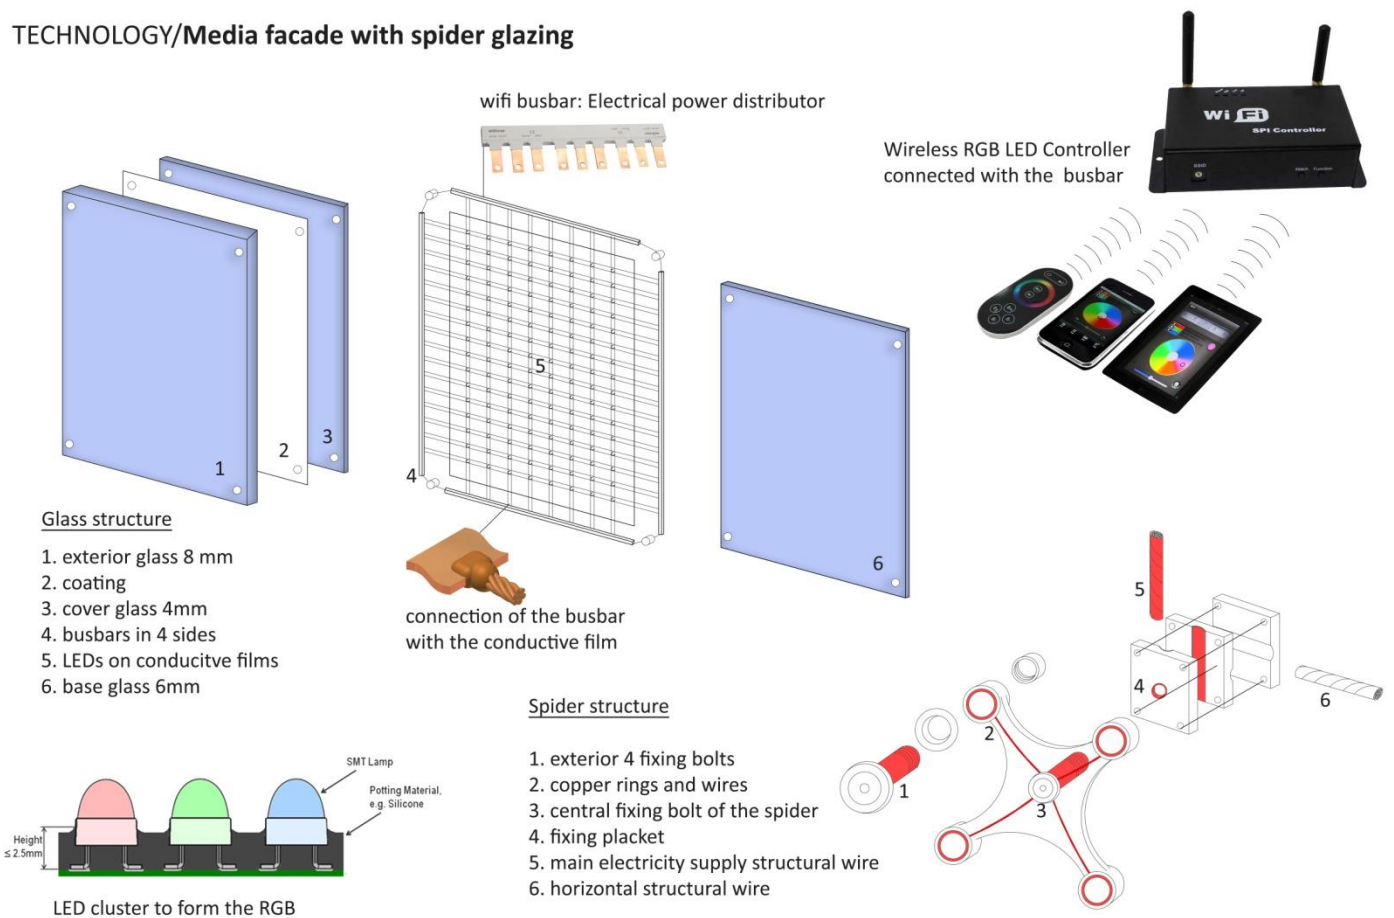 TECHNOLOGY/Media facade with spider glazing
wifi busbar: Electrical power distributor
Wireless RGB LED Controller
connected with the busbar
WiFi
SPI Controller
1
2
3
4
5
6
Glass structure
1. exterior glass 8 mm
2. coating
3. cover glass 4mm
4. busbars in 4 sides
5. LEDs on conducitve films
6. base glass 6mm
connection of the busbar
with the conductive film
Spider structure
1. exterior 4 fixing bolts
2. copper rings and wires
3. central fixing bolt of the spider
4. fixing placket
5. main electricity supply structural wire
6. horizontal structural wire
1
2
3
4
5
6
SMT Lamp
Potting Material,
e.g. Silicone
Height
≤ 2.5mm
LED cluster to form the RGB